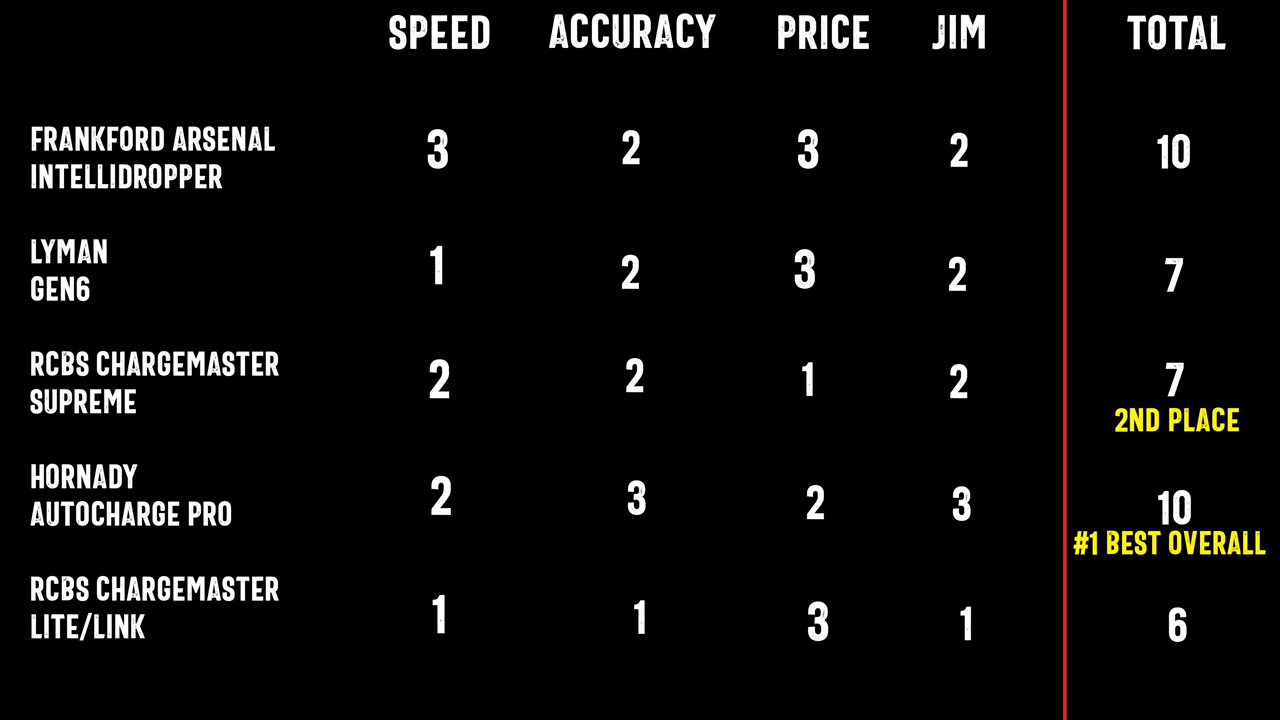 SPEED ACCURACY PRICE JIM TOTAL
FRANKFORD ARSENAL
INTELLIDROPPER 3 2 3 2 10
LYMAN
GEN6 1 2 3 2 7
RCBS CHARGEMASTER
SUPREME 2 2 1 2 7
2ND PLACE
HORNADY
AUTOCHARGE PRO 2 3 2 3 10
#1 BEST OVERALL
RCBS CHARGEMASTER
LITE/LINK 1 1 3 1 6